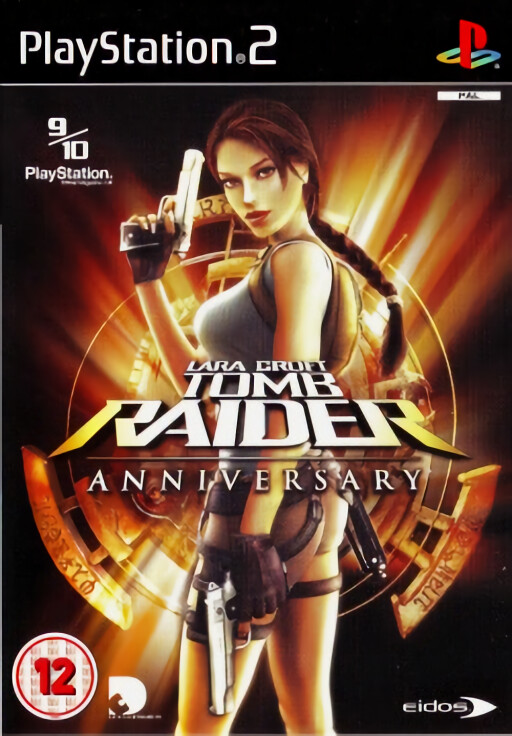 PlayStation®2
PAL
9/10
PlayStation
LARA CROFT
TOMB
RAIDER
ANNIVERSARY
12
eidos